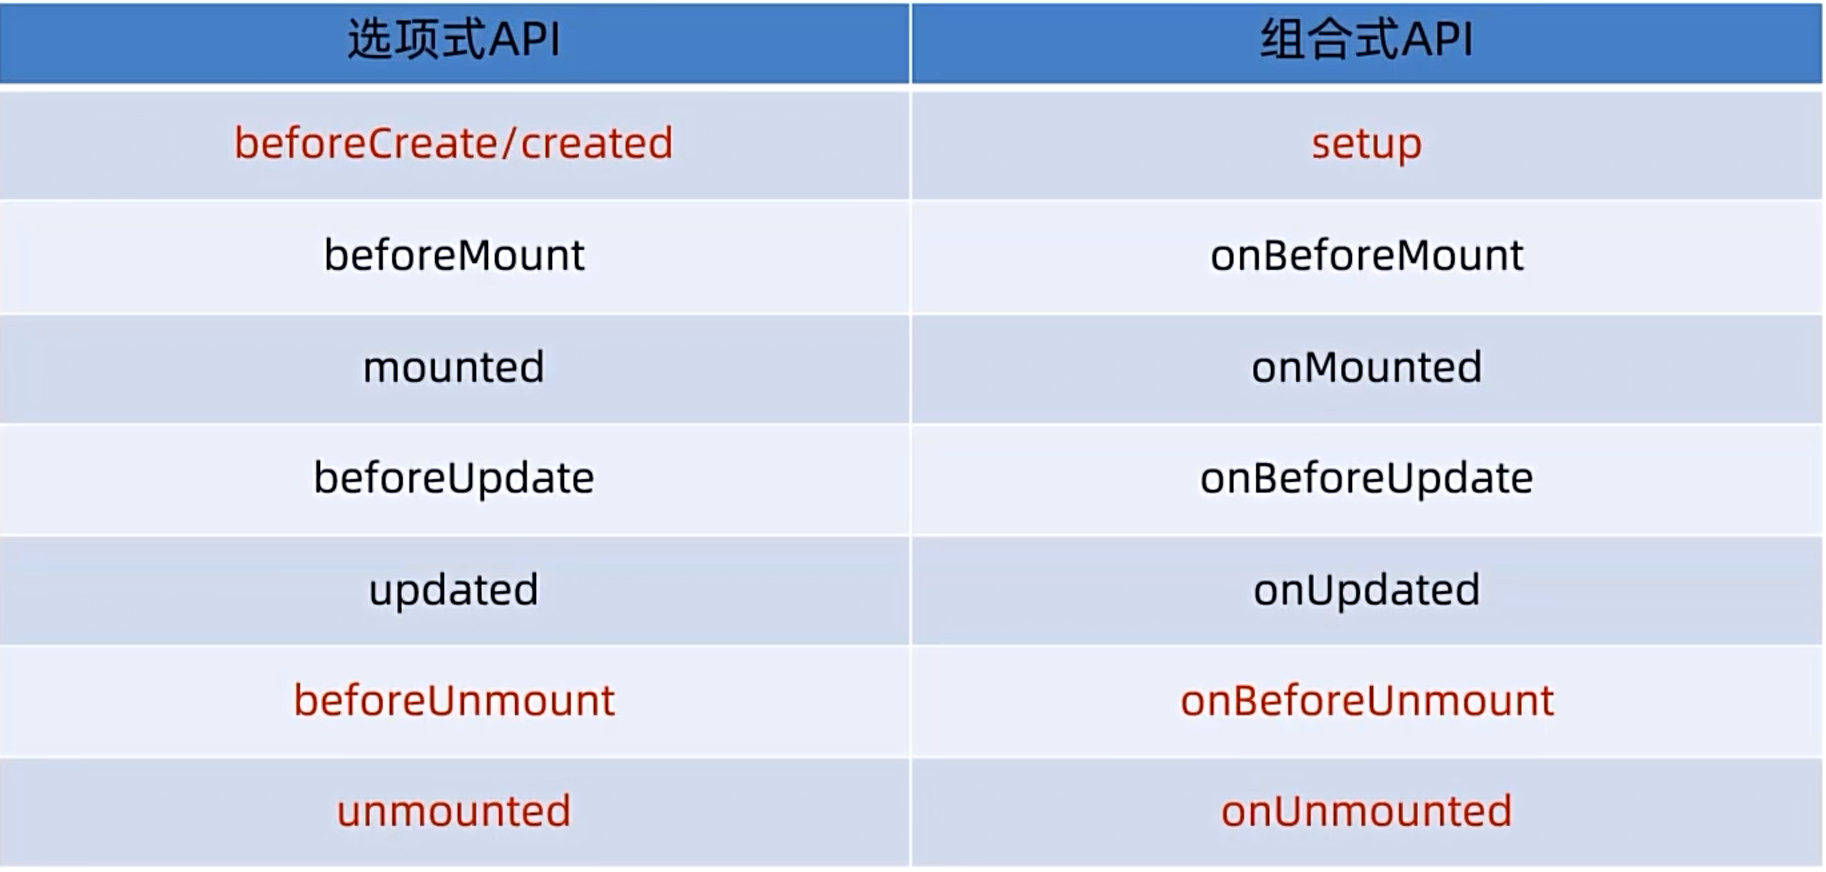 选项式API 组合式API
beforeCreate/created setup
beforeMount onBeforeMount
mounted onMounted
beforeUpdate onBeforeUpdate
updated onUpdated
beforeUnmount onBeforeUnmount
unmounted onUnmounted